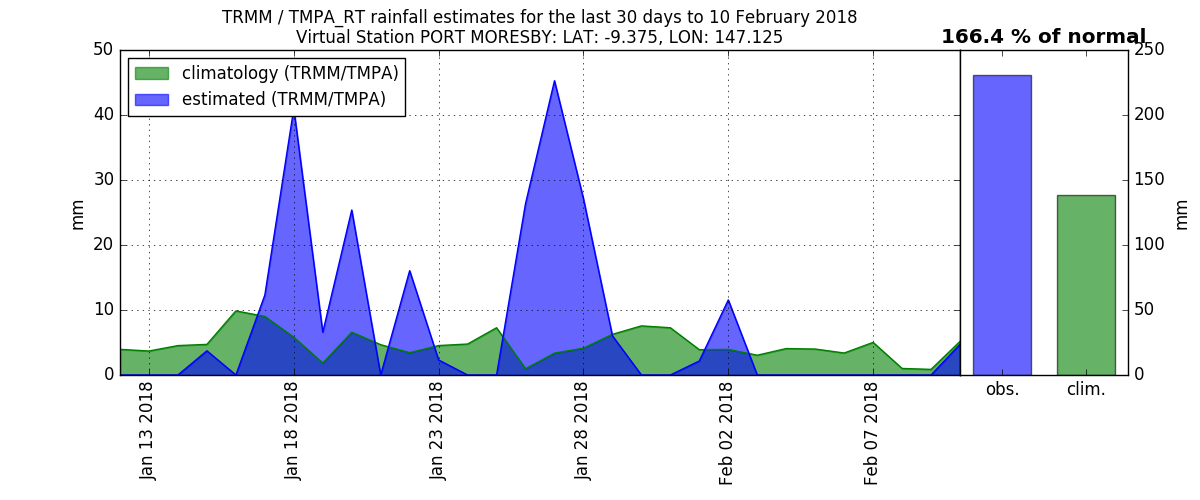 TRMM / TMPA_RT rainfall estimates for the last 30 days to 10 February 2018
Virtual Station PORT MORESBY: LAT: -9.375, LON: 147.125
166.4 % of normal
climatology (TRMM/TMPA)
estimated (TRMM/TMPA)
50
40
30
20
10
0
mm
Jan 13 2018
Jan 18 2018
Jan 23 2018
Jan 28 2018
Feb 02 2018
Feb 07 2018
obs.
clim.
250
200
150
100
50
0
mm